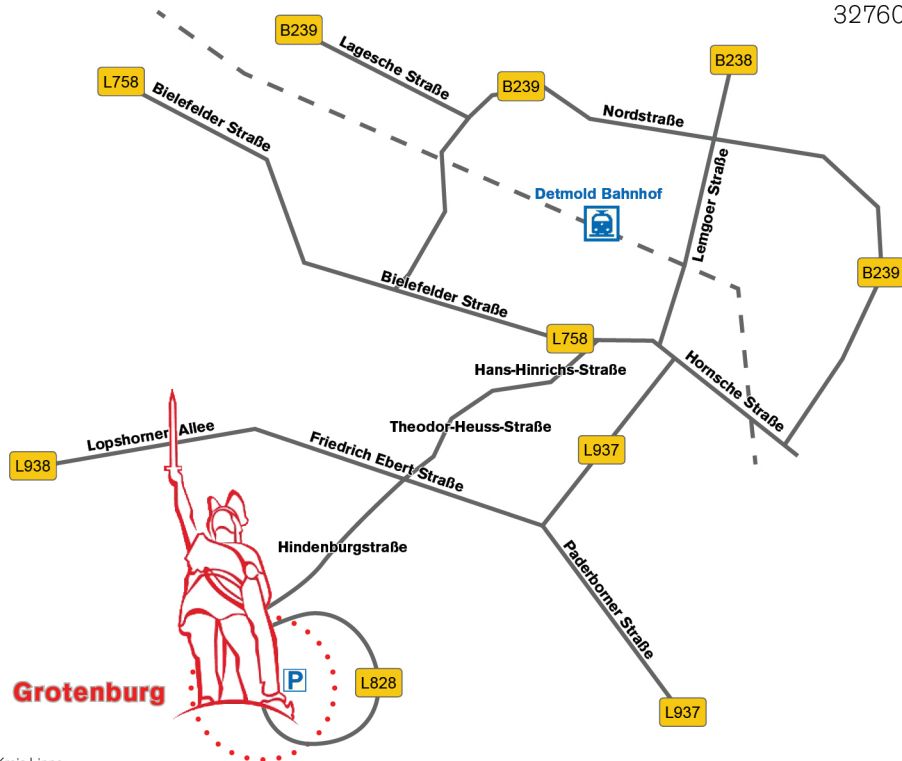 32760
B239
Lagesche Straße
B238
L758
B239
Bielefelder Straße
Nordstraße
Lemgoer Straße
Detmold Bahnhof
B239
Bielefelder Straße
L758
Hans-Hinrichs-Straße
Hornsche Straße
Theodor-Heuss-Straße
Lopshorner Allee
Friedrich Ebert Straße
L937
L938
Hindenburgstraße
Paderborner Straße
P
L828
Grotenburg
L937